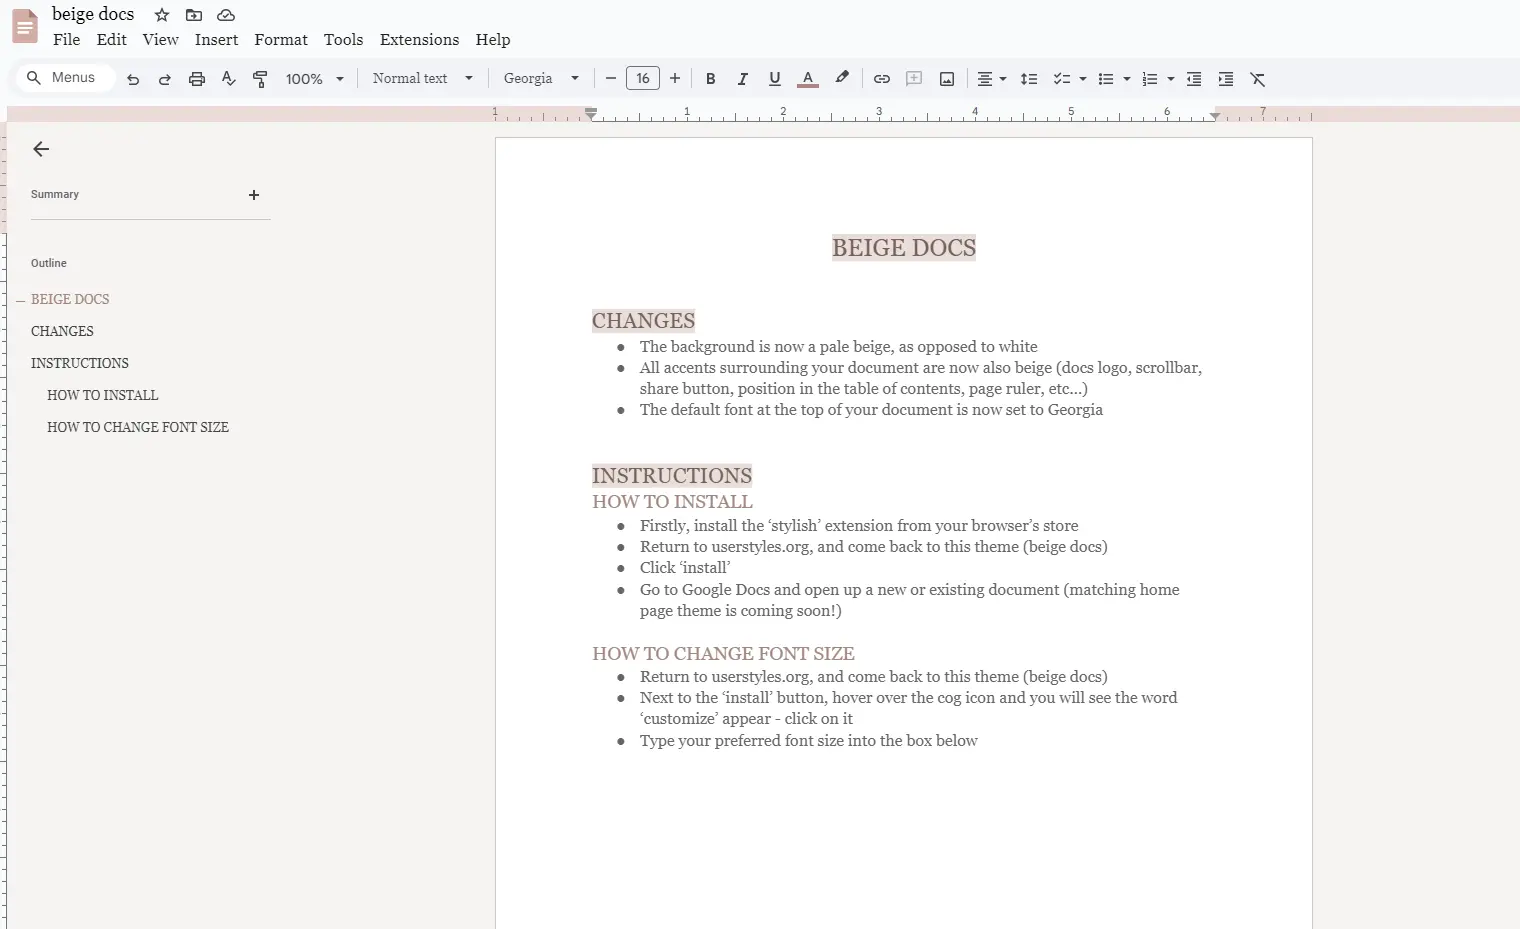 beige docs
File Edit View Insert Format Tools Extensions Help
Menus 100% Normal text Georgia 16 B I U A
1 1 2 3 4 5 6 7
Summary
Outline
BEIGE DOCS
CHANGES
INSTRUCTIONS
HOW TO INSTALL
HOW TO CHANGE FONT SIZE
BEIGE DOCS
CHANGES
● The background is now a pale beige, as opposed to white
● All accents surrounding your document are now also beige (docs logo, scrollbar,
share button, position in the table of contents, page ruler, etc...)
● The default font at the top of your document is now set to Georgia
INSTRUCTIONS
HOW TO INSTALL
● Firstly, install the ‘stylish’ extension from your browser’s store
● Return to userstyles.org, and come back to this theme (beige docs)
● Click ‘install’
● Go to Google Docs and open up a new or existing document (matching home
page theme is coming soon!)
HOW TO CHANGE FONT SIZE
● Return to userstyles.org, and come back to this theme (beige docs)
● Next to the ‘install’ button, hover over the cog icon and you will see the word
‘customize’ appear - click on it
● Type your preferred font size into the box below